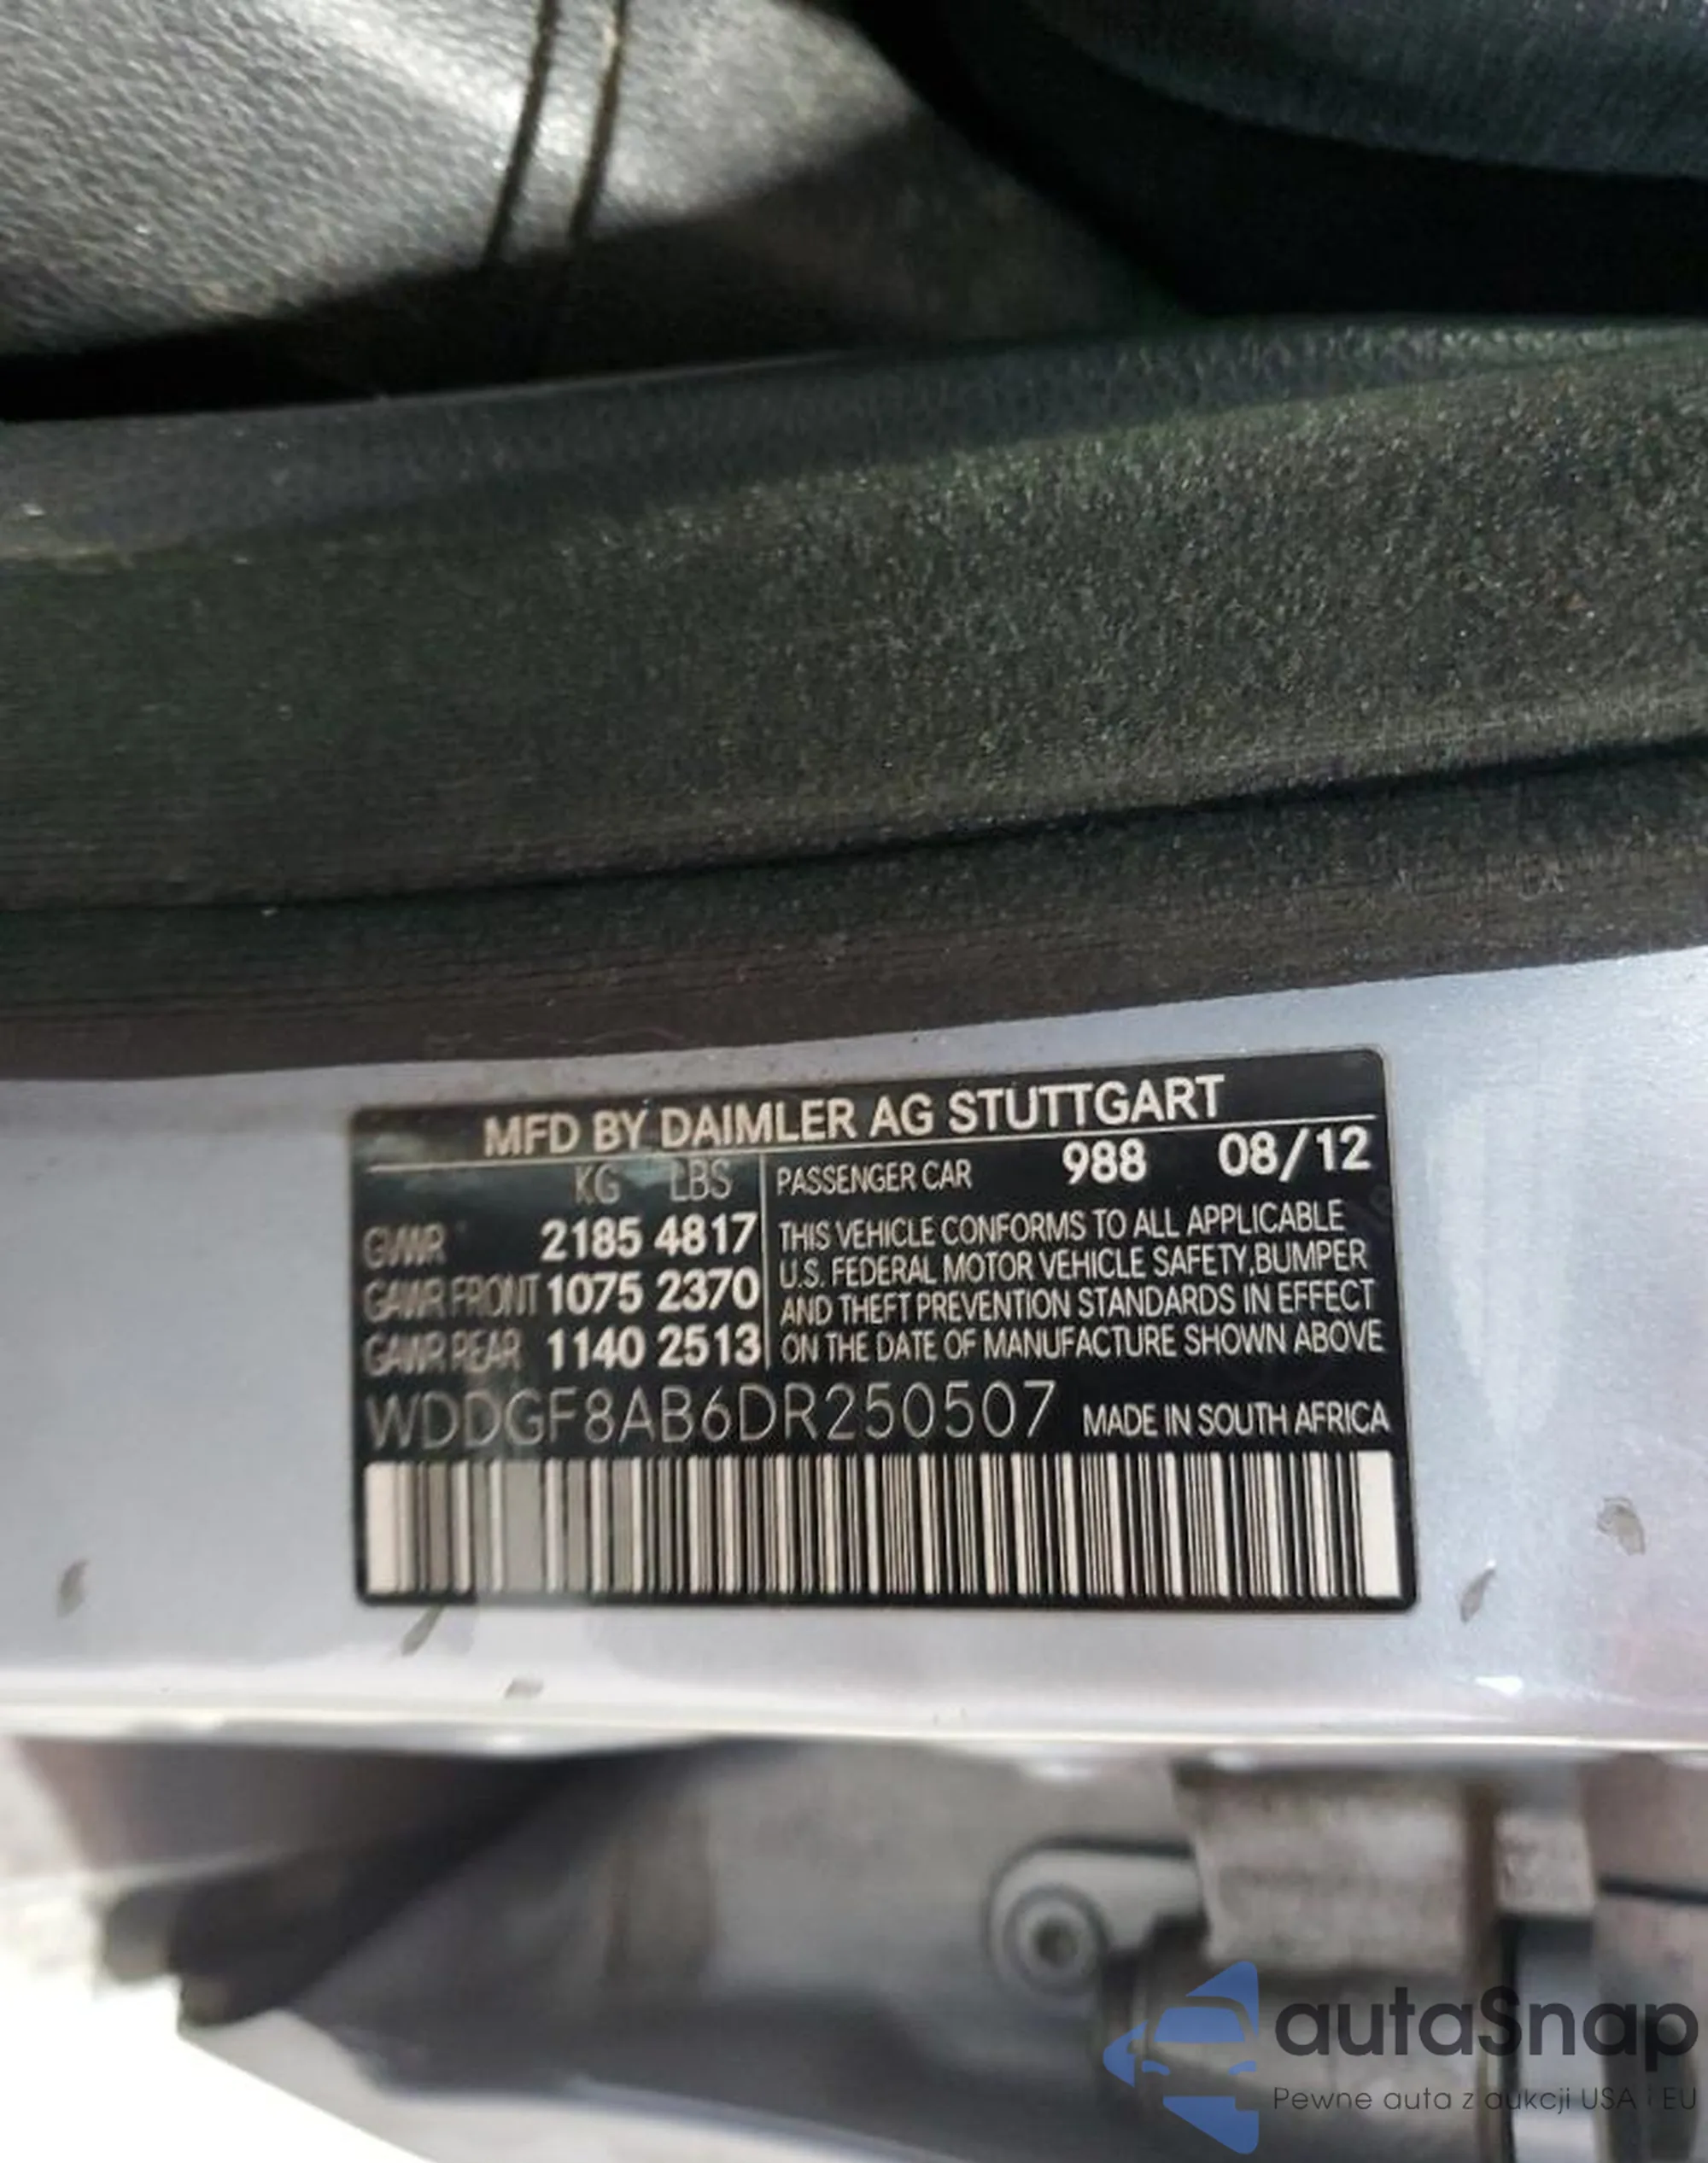 MFD BY DAIMLER AG STUTTGART
KG LBS PASSENGER CAR 988 08/12
GVWR 2185 4817 THIS VEHICLE CONFORMS TO ALL APPLICABLE
GAWR FRONT 1075 2370 U.S. FEDERAL MOTOR VEHICLE SAFETY,BUMPER
AND THEFT PREVENTION STANDARDS IN EFFECT
GAWR REAR 1140 2513 ON THE DATE OF MANUFACTURE SHOWN ABOVE
WDDGF8AB6DR250507 MADE IN SOUTH AFRICA
autaSnap
Pewne auta z aukcji USA i EU